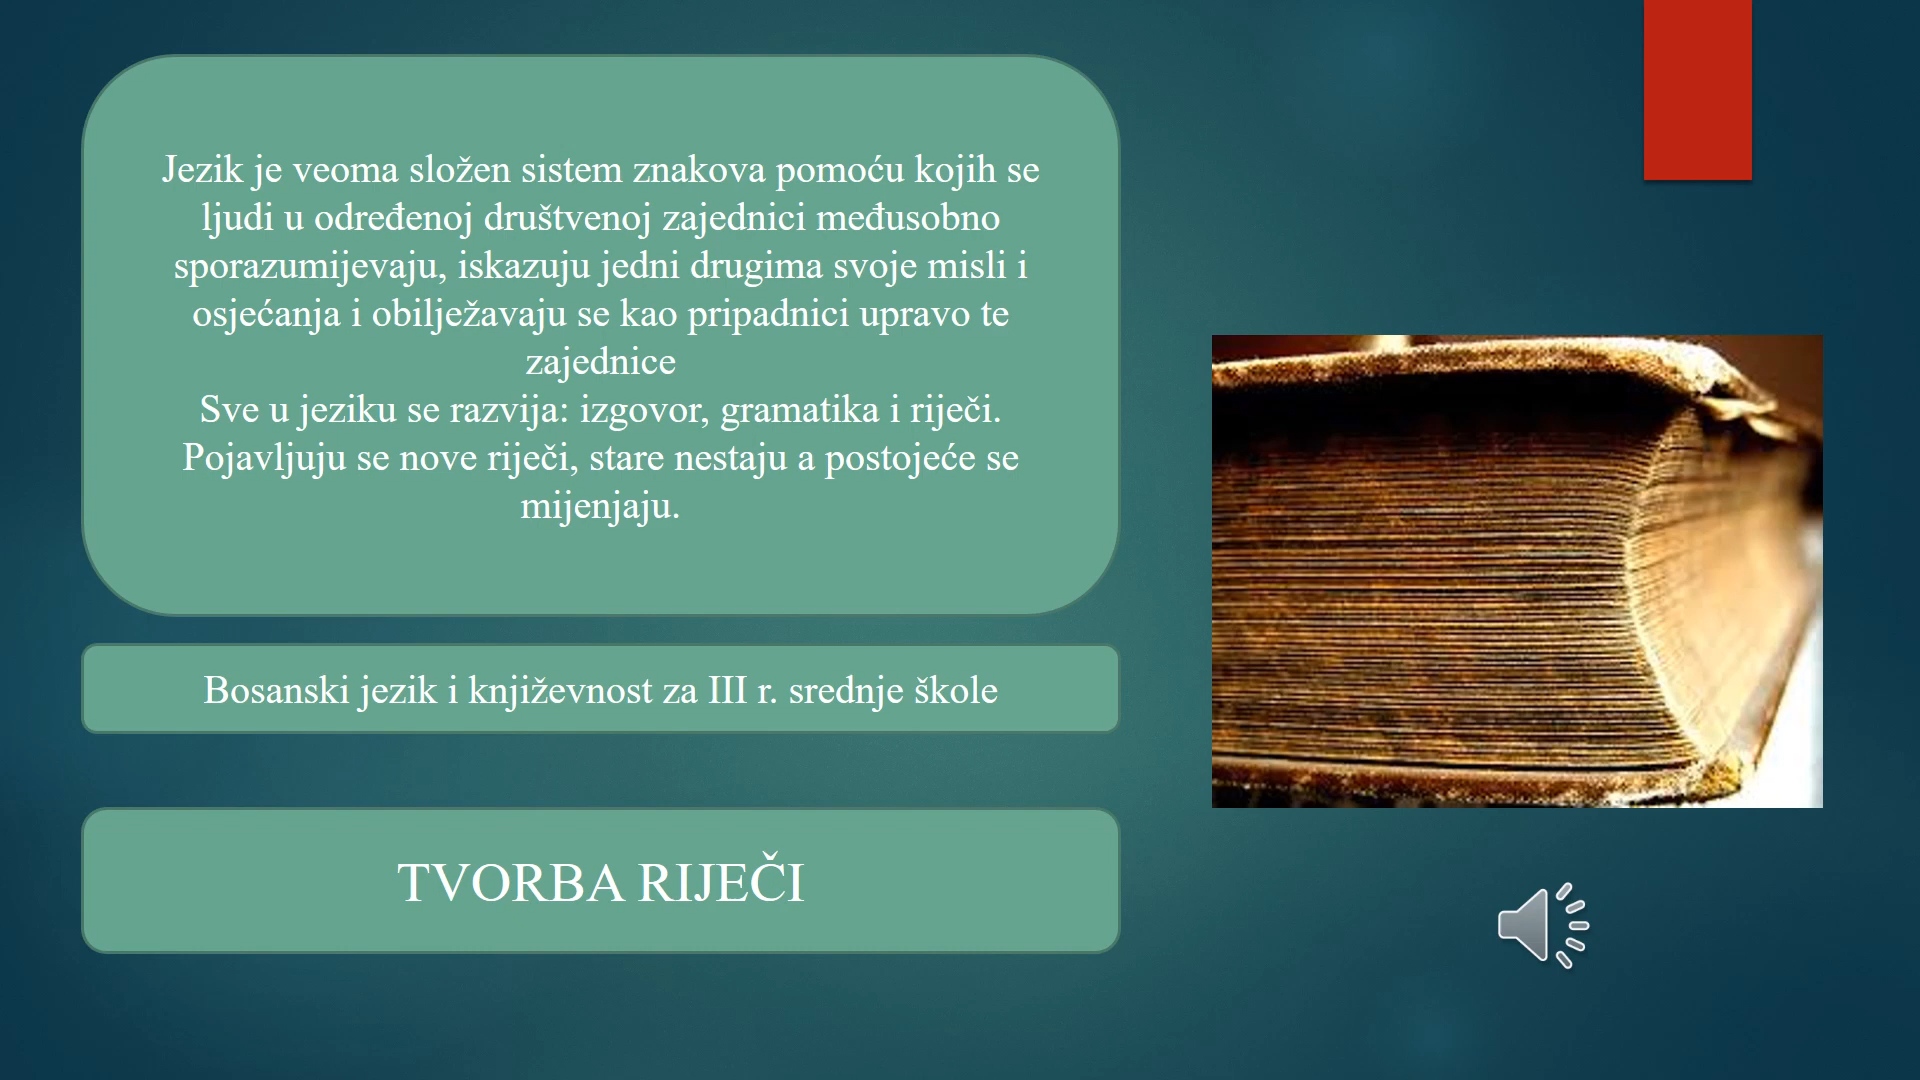 Jezik je veoma složen sistem znakova pomoću kojih se
ljudi u određenoj društvenoj zajednici međusobno
sporazumijevaju, iskazuju jedni drugima svoje misli i
osjećanja i obilježavaju se kao pripadnici upravo te
zajednice
Sve u jeziku se razvija: izgovor, gramatika i riječi.
Pojavljuju se nove riječi, stare nestaju a postojeće se
mijenjaju.
Bosanski jezik i književnost za III r. srednje škole
TVORBA RIJEČI